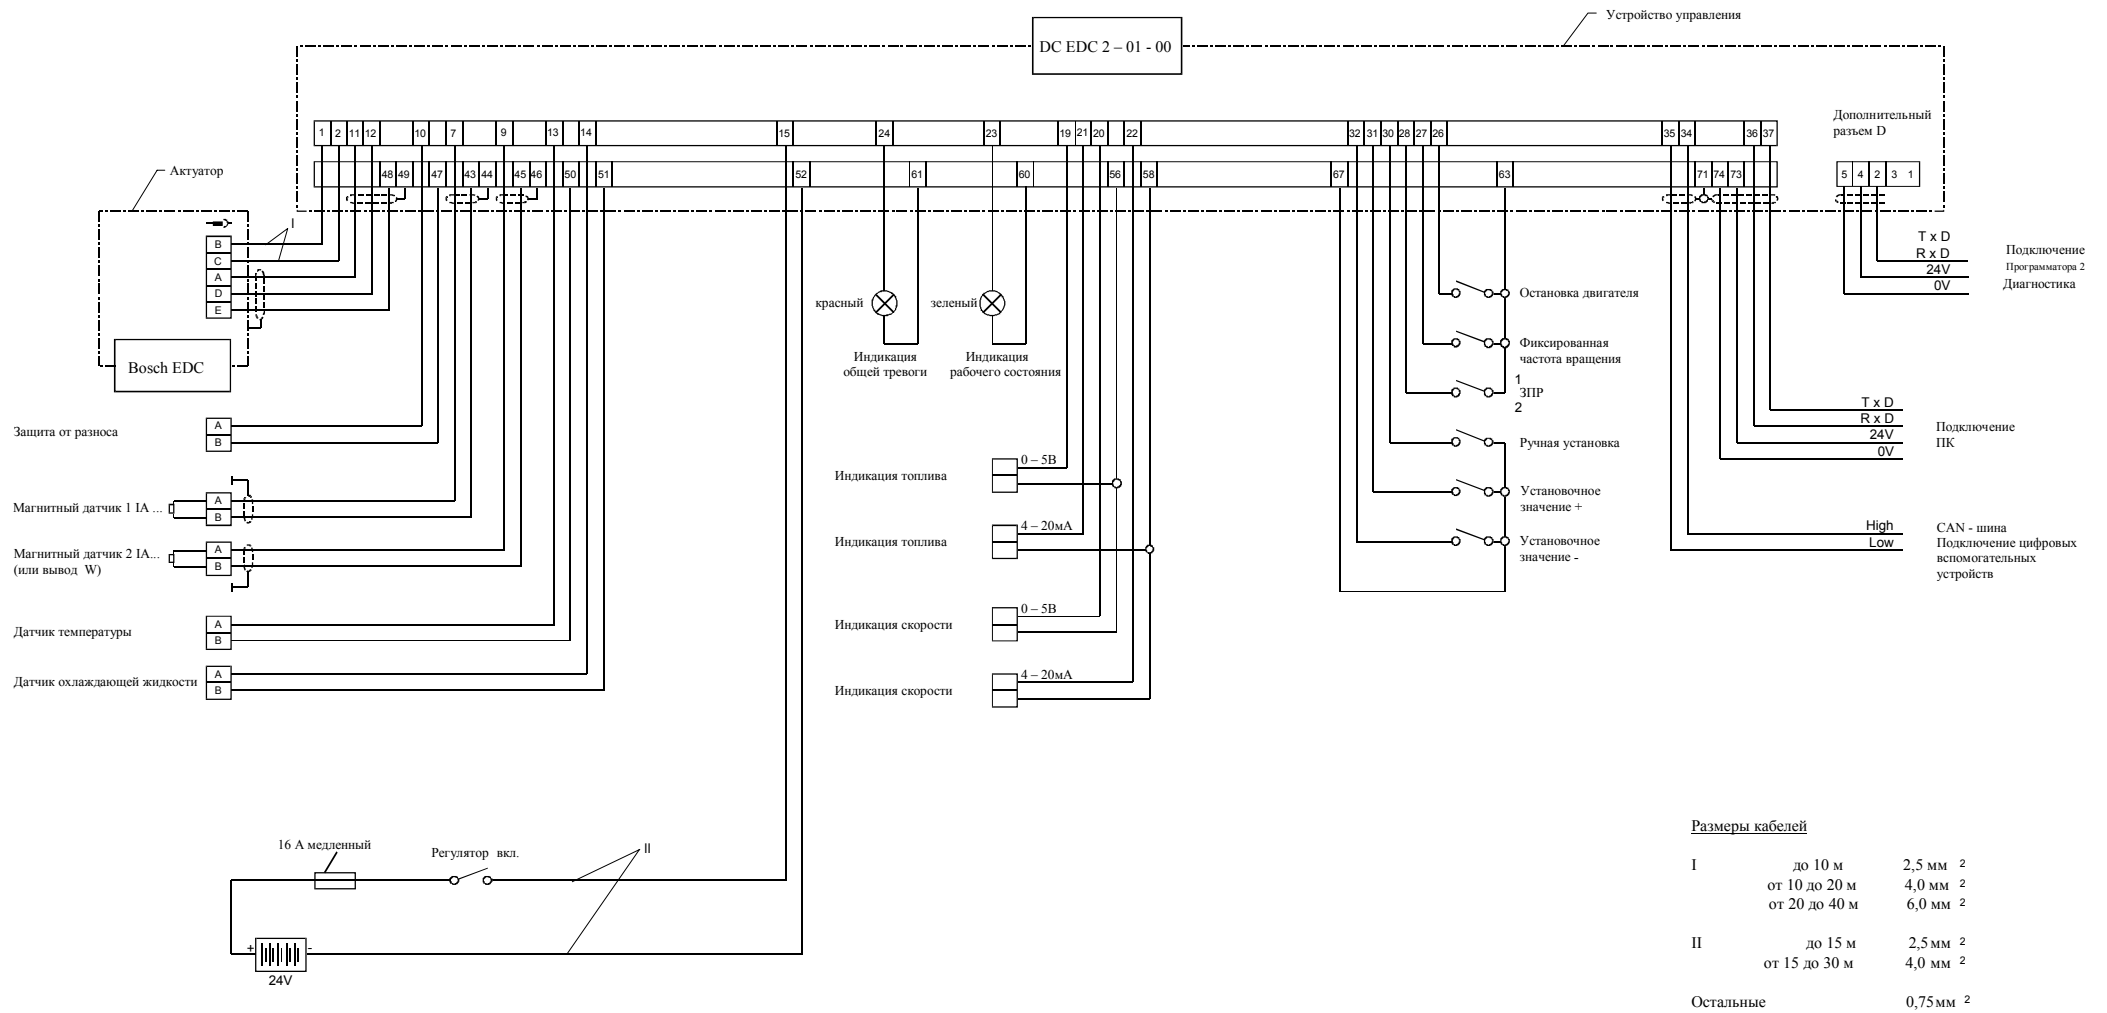 Устройство управления
DC EDC 2 – 01 - 00
Дополнительный
разъем D
1 2 11 12 10 7 9 13 14 15 24 23 19 21 20 22 32 31 30 28 27 26 35 34 36 37
48 49 47 43 44 45 46 50 51 52 61 60 56 58 67 63 71 74 73
5 4 2 3 1
Актуатор
I
B
C
A
D
E
Bosch EDC
Защита от разноса
A
B
Магнитный датчик 1 IA ...
A
B
Магнитный датчик 2 IA...
(или вывод W)
A
B
Датчик температуры
A
B
Датчик охлаждающей жидкости
A
B
красный
Индикация
общей тревоги
зеленый
Индикация
рабочего состояния
Индикация топлива
0 – 5В
Индикация топлива
4 – 20мА
Индикация скорости
0 – 5В
Индикация скорости
4 – 20мА
Остановка двигателя
Фиксированная
частота вращения
1
ЗПР
2
Ручная установка
Установочное
значение +
Установочное
значение -
T x D
R x D
24V
0V
Подключение
Программатора 2
Диагностика
T x D
R x D
24V
0V
Подключение
ПК
High
Low
CAN - шина
Подключение цифровых
вспомогательных
устройств
16 А медленный
Регулятор вкл.
II
+ -
24V
Размеры кабелей
I до 10 м 2,5 мм 2
от 10 до 20 м 4,0 мм 2
от 20 до 40 м 6,0 мм 2
II до 15 м 2,5 мм 2
от 15 до 30 м 4,0 мм 2
Остальные 0,75 мм 2